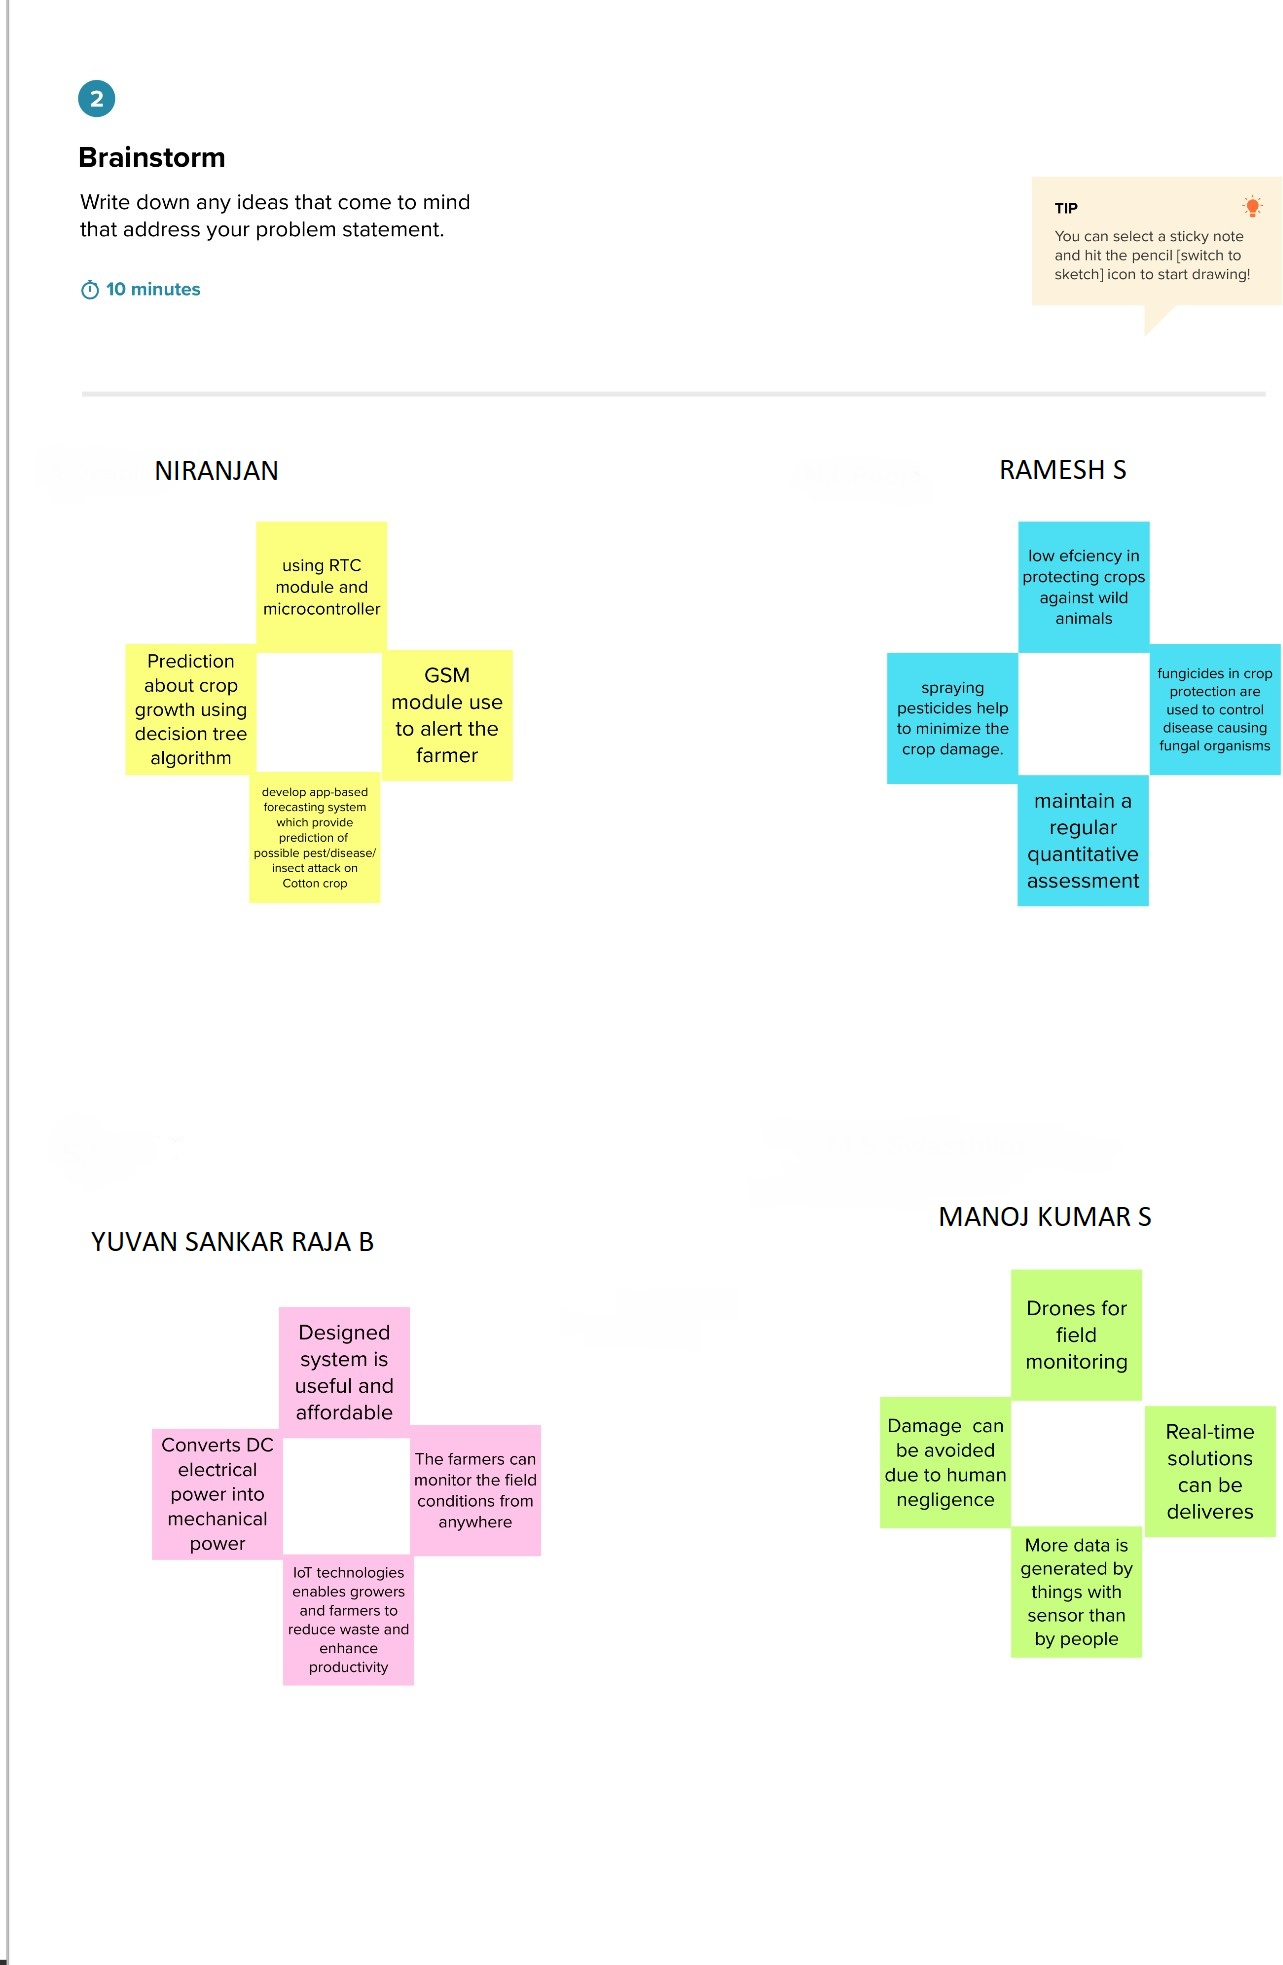 2
Brainstorm
Write down any ideas that come to mind
that address your problem statement.
10 minutes
TIP
You can select a sticky note
and hit the pencil [switch to
sketch] icon to start drawing!
NIRANJAN
using RTC
module and
microcontroller
Prediction
about crop
growth using
decision tree
algorithm
GSM
module use
to alert the
farmer
develop app-based
forecasting system
which provide
prediction of
possible pest/disease/
insect attack on
Cotton crop
RAMESH S
low efciency in
protecting crops
against wild
animals
spraying
pesticides help
to minimize the
crop damage.
fungicides in crop
protection are
used to control
disease causing
fungal organisms
maintain a
regular
quantitative
assessment
YUVAN SANKAR RAJA B
Designed
system is
useful and
affordable
Converts DC
electrical
power into
mechanical
power
The farmers can
monitor the field
conditions from
anywhere
IoT technologies
enables growers
and farmers to
reduce waste and
enhance
productivity
MANOJ KUMAR S
Drones for
field
monitoring
Damage can
be avoided
due to human
negligence
Real-time
solutions
can be
deliveres
More data is
generated by
things with
sensor than
by people